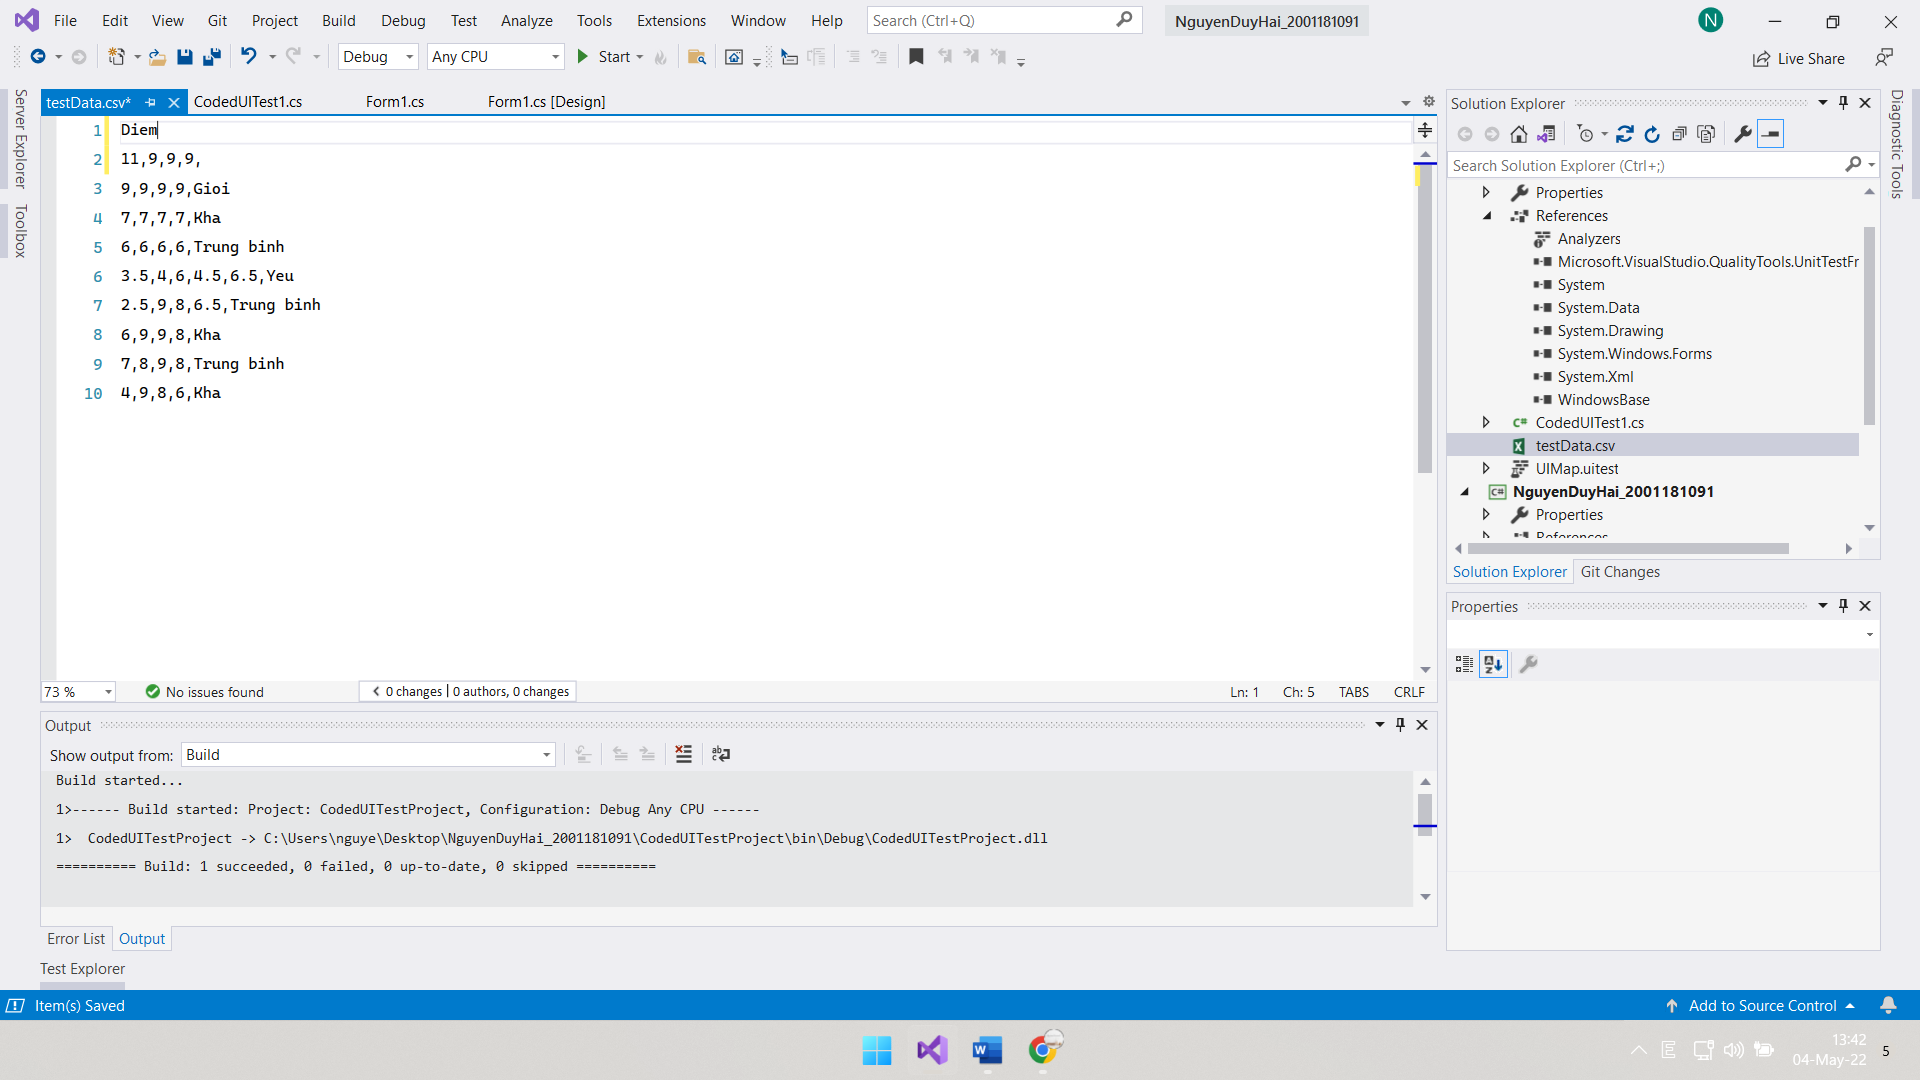 File Edit View Git Project Build Debug Test Analyze Tools Extensions Window Help Search (Ctrl+Q) NguyenDuyHai_2001181091 N
Debug Any CPU Start Live Share
Server Explorer
Toolbox
testData.csv* CodedUITest1.cs Form1.cs Form1.cs [Design]
1 Diem
2 11,9,9,9,
3 9,9,9,9,Gioi
4 7,7,7,7,Kha
5 6,6,6,6,Trung binh
6 3.5,4,6,4.5,6.5,Yeu
7 2.5,9,8,6.5,Trung binh
8 6,9,9,8,Kha
9 7,8,9,8,Trung binh
10 4,9,8,6,Kha
73 % No issues found 0 changes | 0 authors, 0 changes Ln: 1 Ch: 5 TABS CRLF
Output
Show output from: Build
Build started...
1>------ Build started: Project: CodedUITestProject, Configuration: Debug Any CPU ------
1> CodedUITestProject -> C:\Users\nguye\Desktop\NguyenDuyHai_2001181091\CodedUITestProject\bin\Debug\CodedUITestProject.dll
========== Build: 1 succeeded, 0 failed, 0 up-to-date, 0 skipped ==========
Error List Output
Test Explorer
Solution Explorer
Search Solution Explorer (Ctrl+;)
Properties
References
Analyzers
Microsoft.VisualStudio.QualityTools.UnitTestFr
System
System.Data
System.Drawing
System.Windows.Forms
System.Xml
WindowsBase
CodedUITest1.cs
testData.csv
UIMap.uitest
NguyenDuyHai_2001181091
Properties
References
Solution Explorer Git Changes
Properties
Diagnostic Tools
Item(s) Saved Add to Source Control
13:42
04-May-22 5